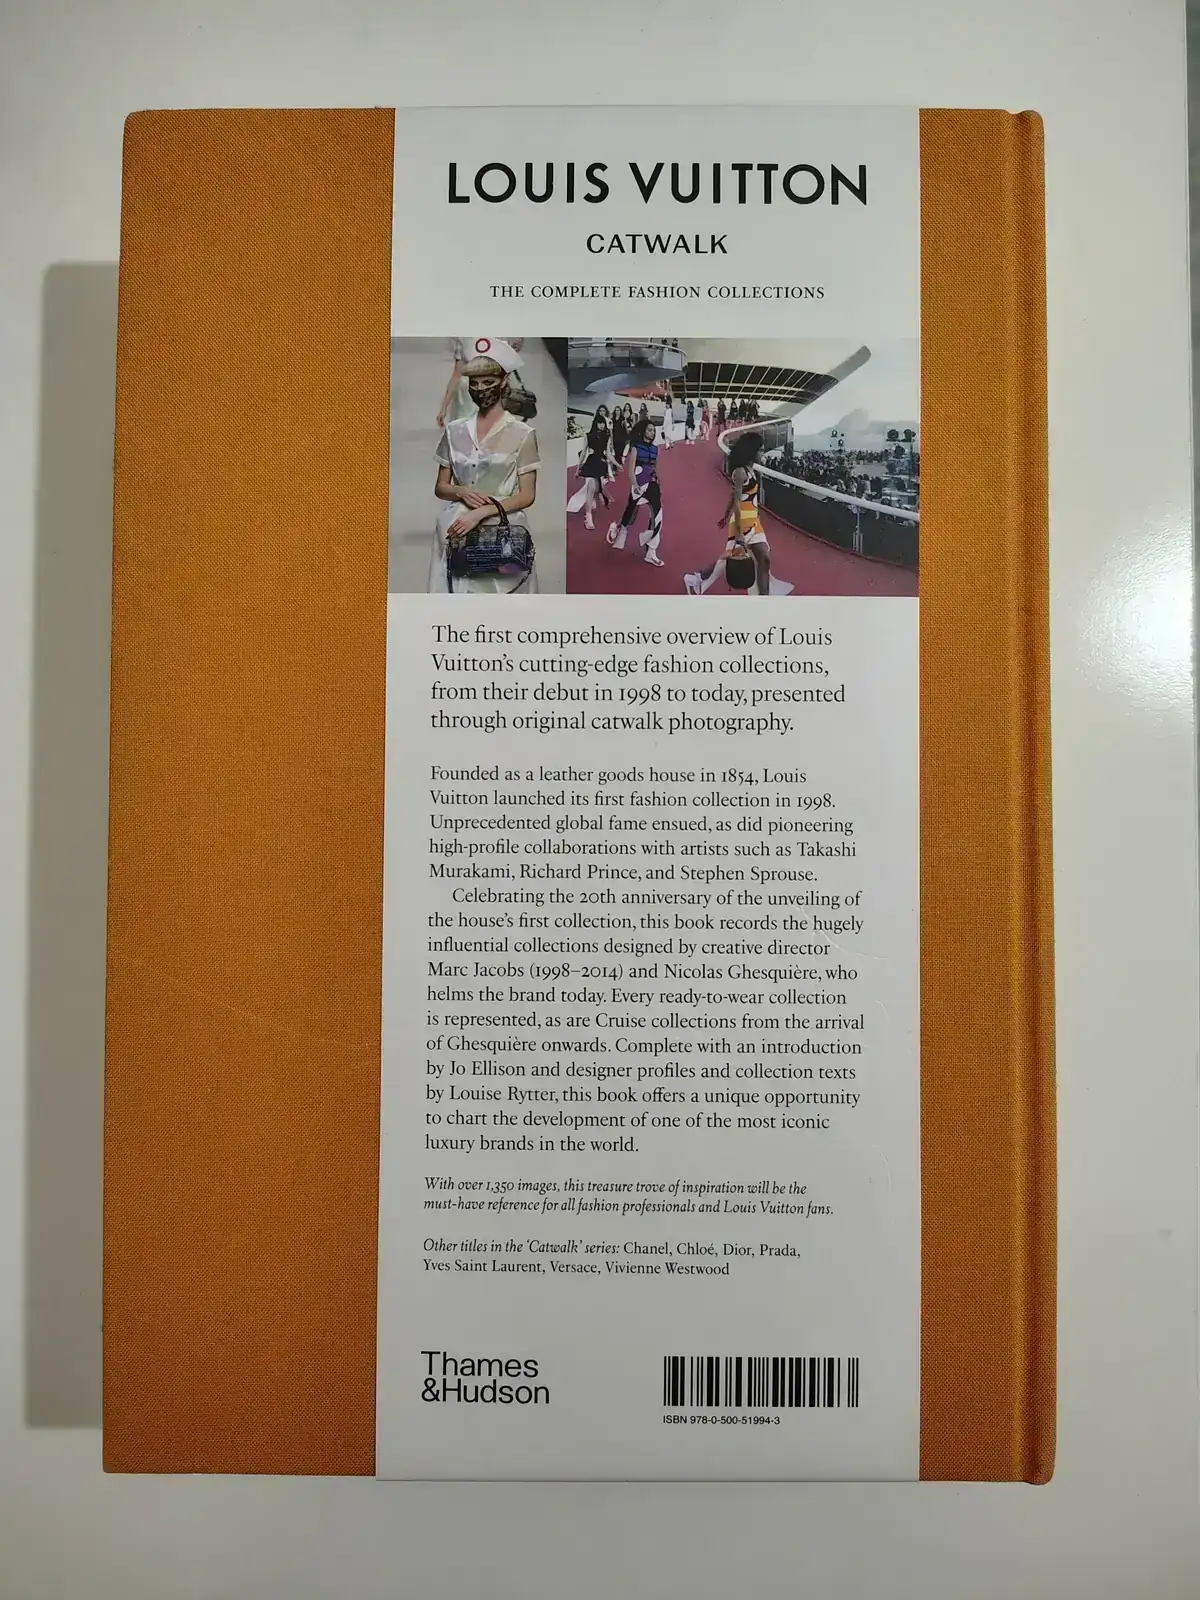 LOUIS VUITTON
CATWALK
THE COMPLETE FASHION COLLECTIONS
The first comprehensive overview of Louis
Vuitton's cutting-edge fashion collections,
from their debut in 1998 to today, presented
through original catwalk photography.
Founded as a leather goods house in 1854, Louis
Vuitton launched its first fashion collection in 1998.
Unprecedented global fame ensued, as did pioneering
high-profile collaborations with artists such as Takashi
Murakami, Richard Prince, and Stephen Sprouse.
Celebrating the 20th anniversary of the unveiling of
the house's first collection, this book records the hugely
influential collections designed by creative director
Marc Jacobs (1998–2014) and Nicolas Ghesquière, who
helms the brand today. Every ready-to-wear collection
is represented, as are Cruise collections from the arrival
of Ghesquière onwards. Complete with an introduction
by Jo Ellison and designer profiles and collection texts
by Louise Rytter, this book offers a unique opportunity
to chart the development of one of the most iconic
luxury brands in the world.
With over 1,350 images, this treasure trove of inspiration will be the
must-have reference for all fashion professionals and Louis Vuitton fans.
Other titles in the 'Catwalk' series: Chanel, Chloé, Dior, Prada,
Yves Saint Laurent, Versace, Vivienne Westwood
Thames
&Hudson
ISBN 978-0-500-51994-3